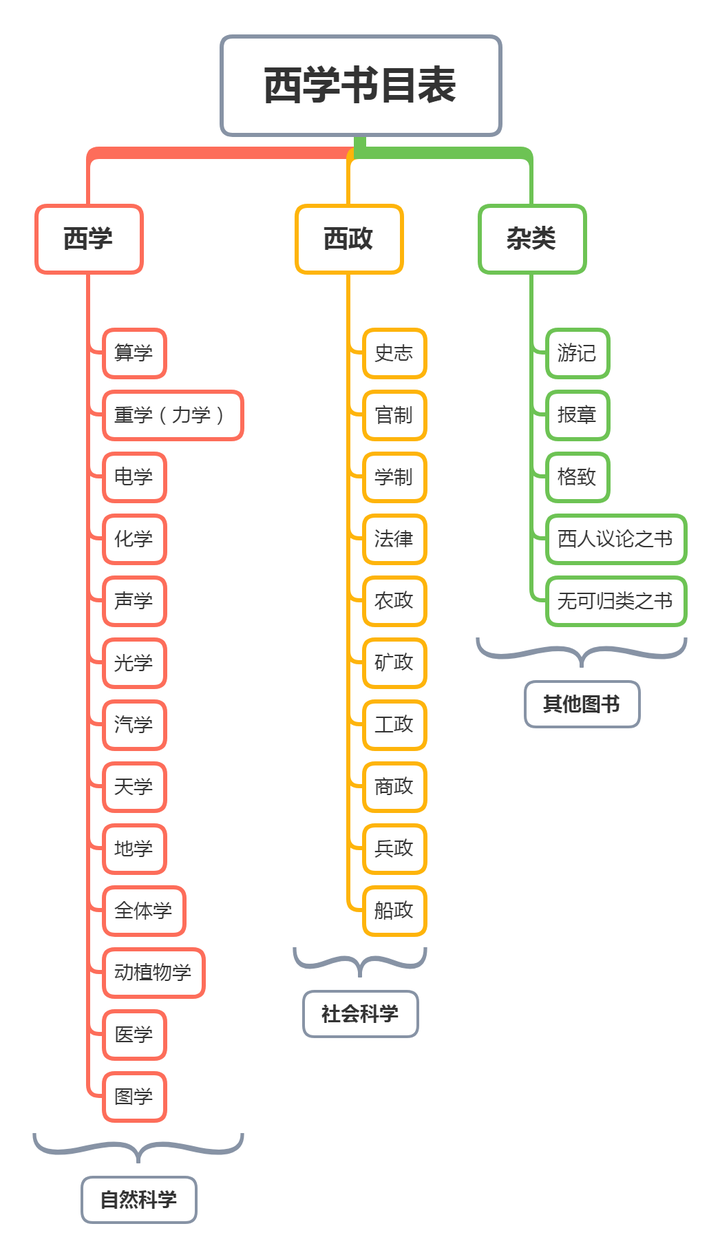 西学书目表
西学
算学
重学（力学）
电学
化学
声学
光学
汽学
天学
地学
全体学
动植物学
医学
图学
自然科学
西政
史志
官制
学制
法律
农政
矿政
工政
商政
兵政
船政
社会科学
杂类
游记
报章
格致
西人议论之书
无可归类之书
其他图书